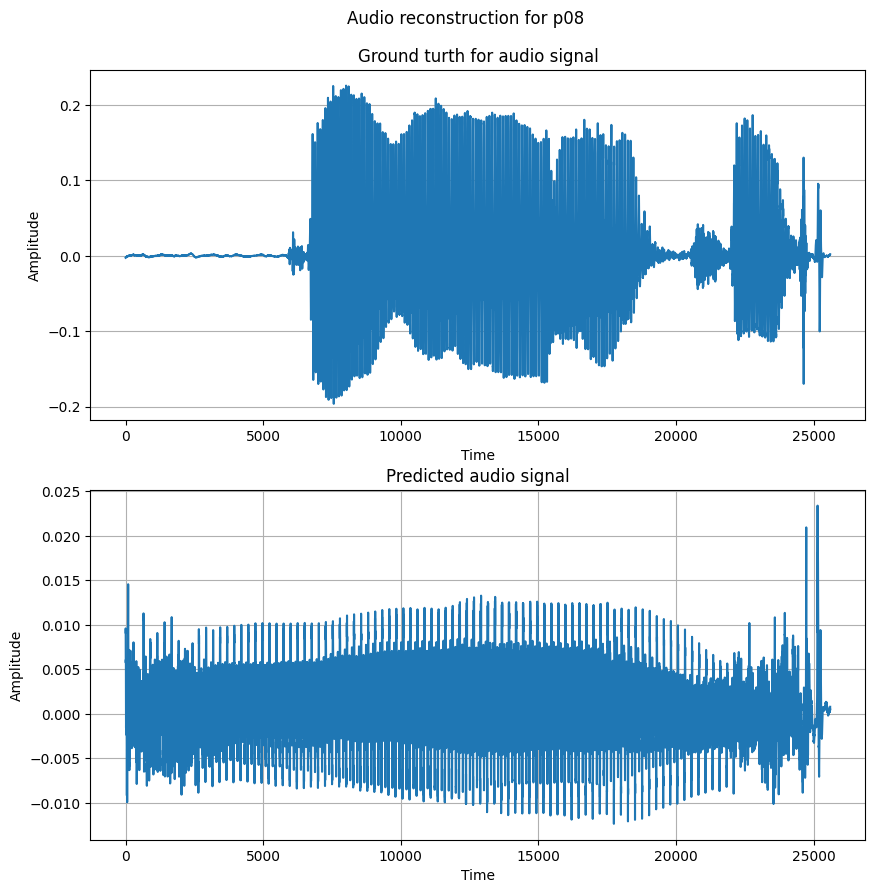 Audio reconstruction for p08
Ground turth for audio signal
0.2
0.1
0.0
−0.1
−0.2
Amplitude
0 5000 10000 15000 20000 25000
Time
Predicted audio signal
0.025
0.020
0.015
0.010
0.005
0.000
−0.005
−0.010
Amplitude
0 5000 10000 15000 20000 25000
Time